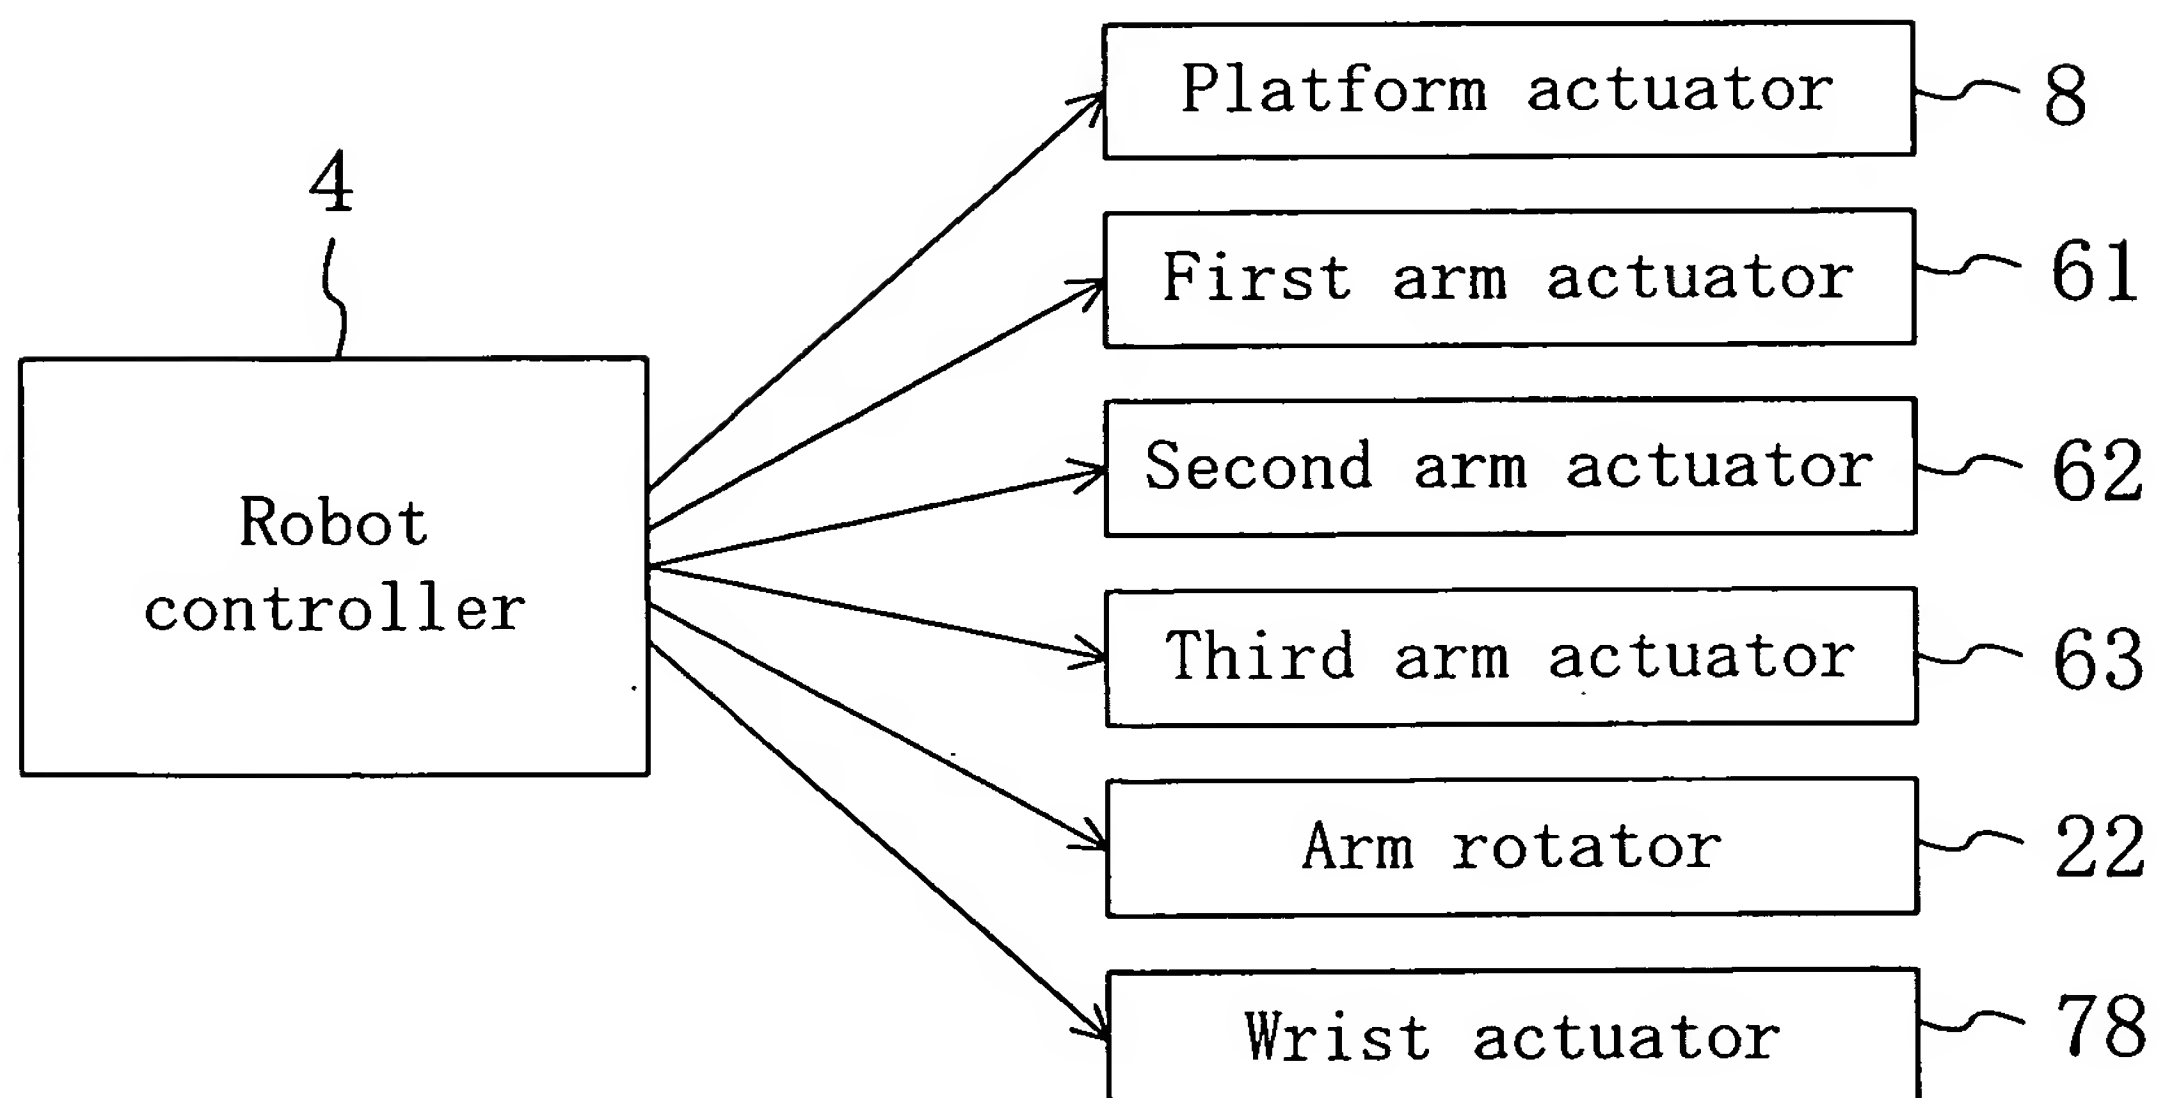 Platform actuator 8
4
First arm actuator 61
Second arm actuator 62
Robot
controller
Third arm actuator 63
Arm rotator 22
Wrist actuator 78